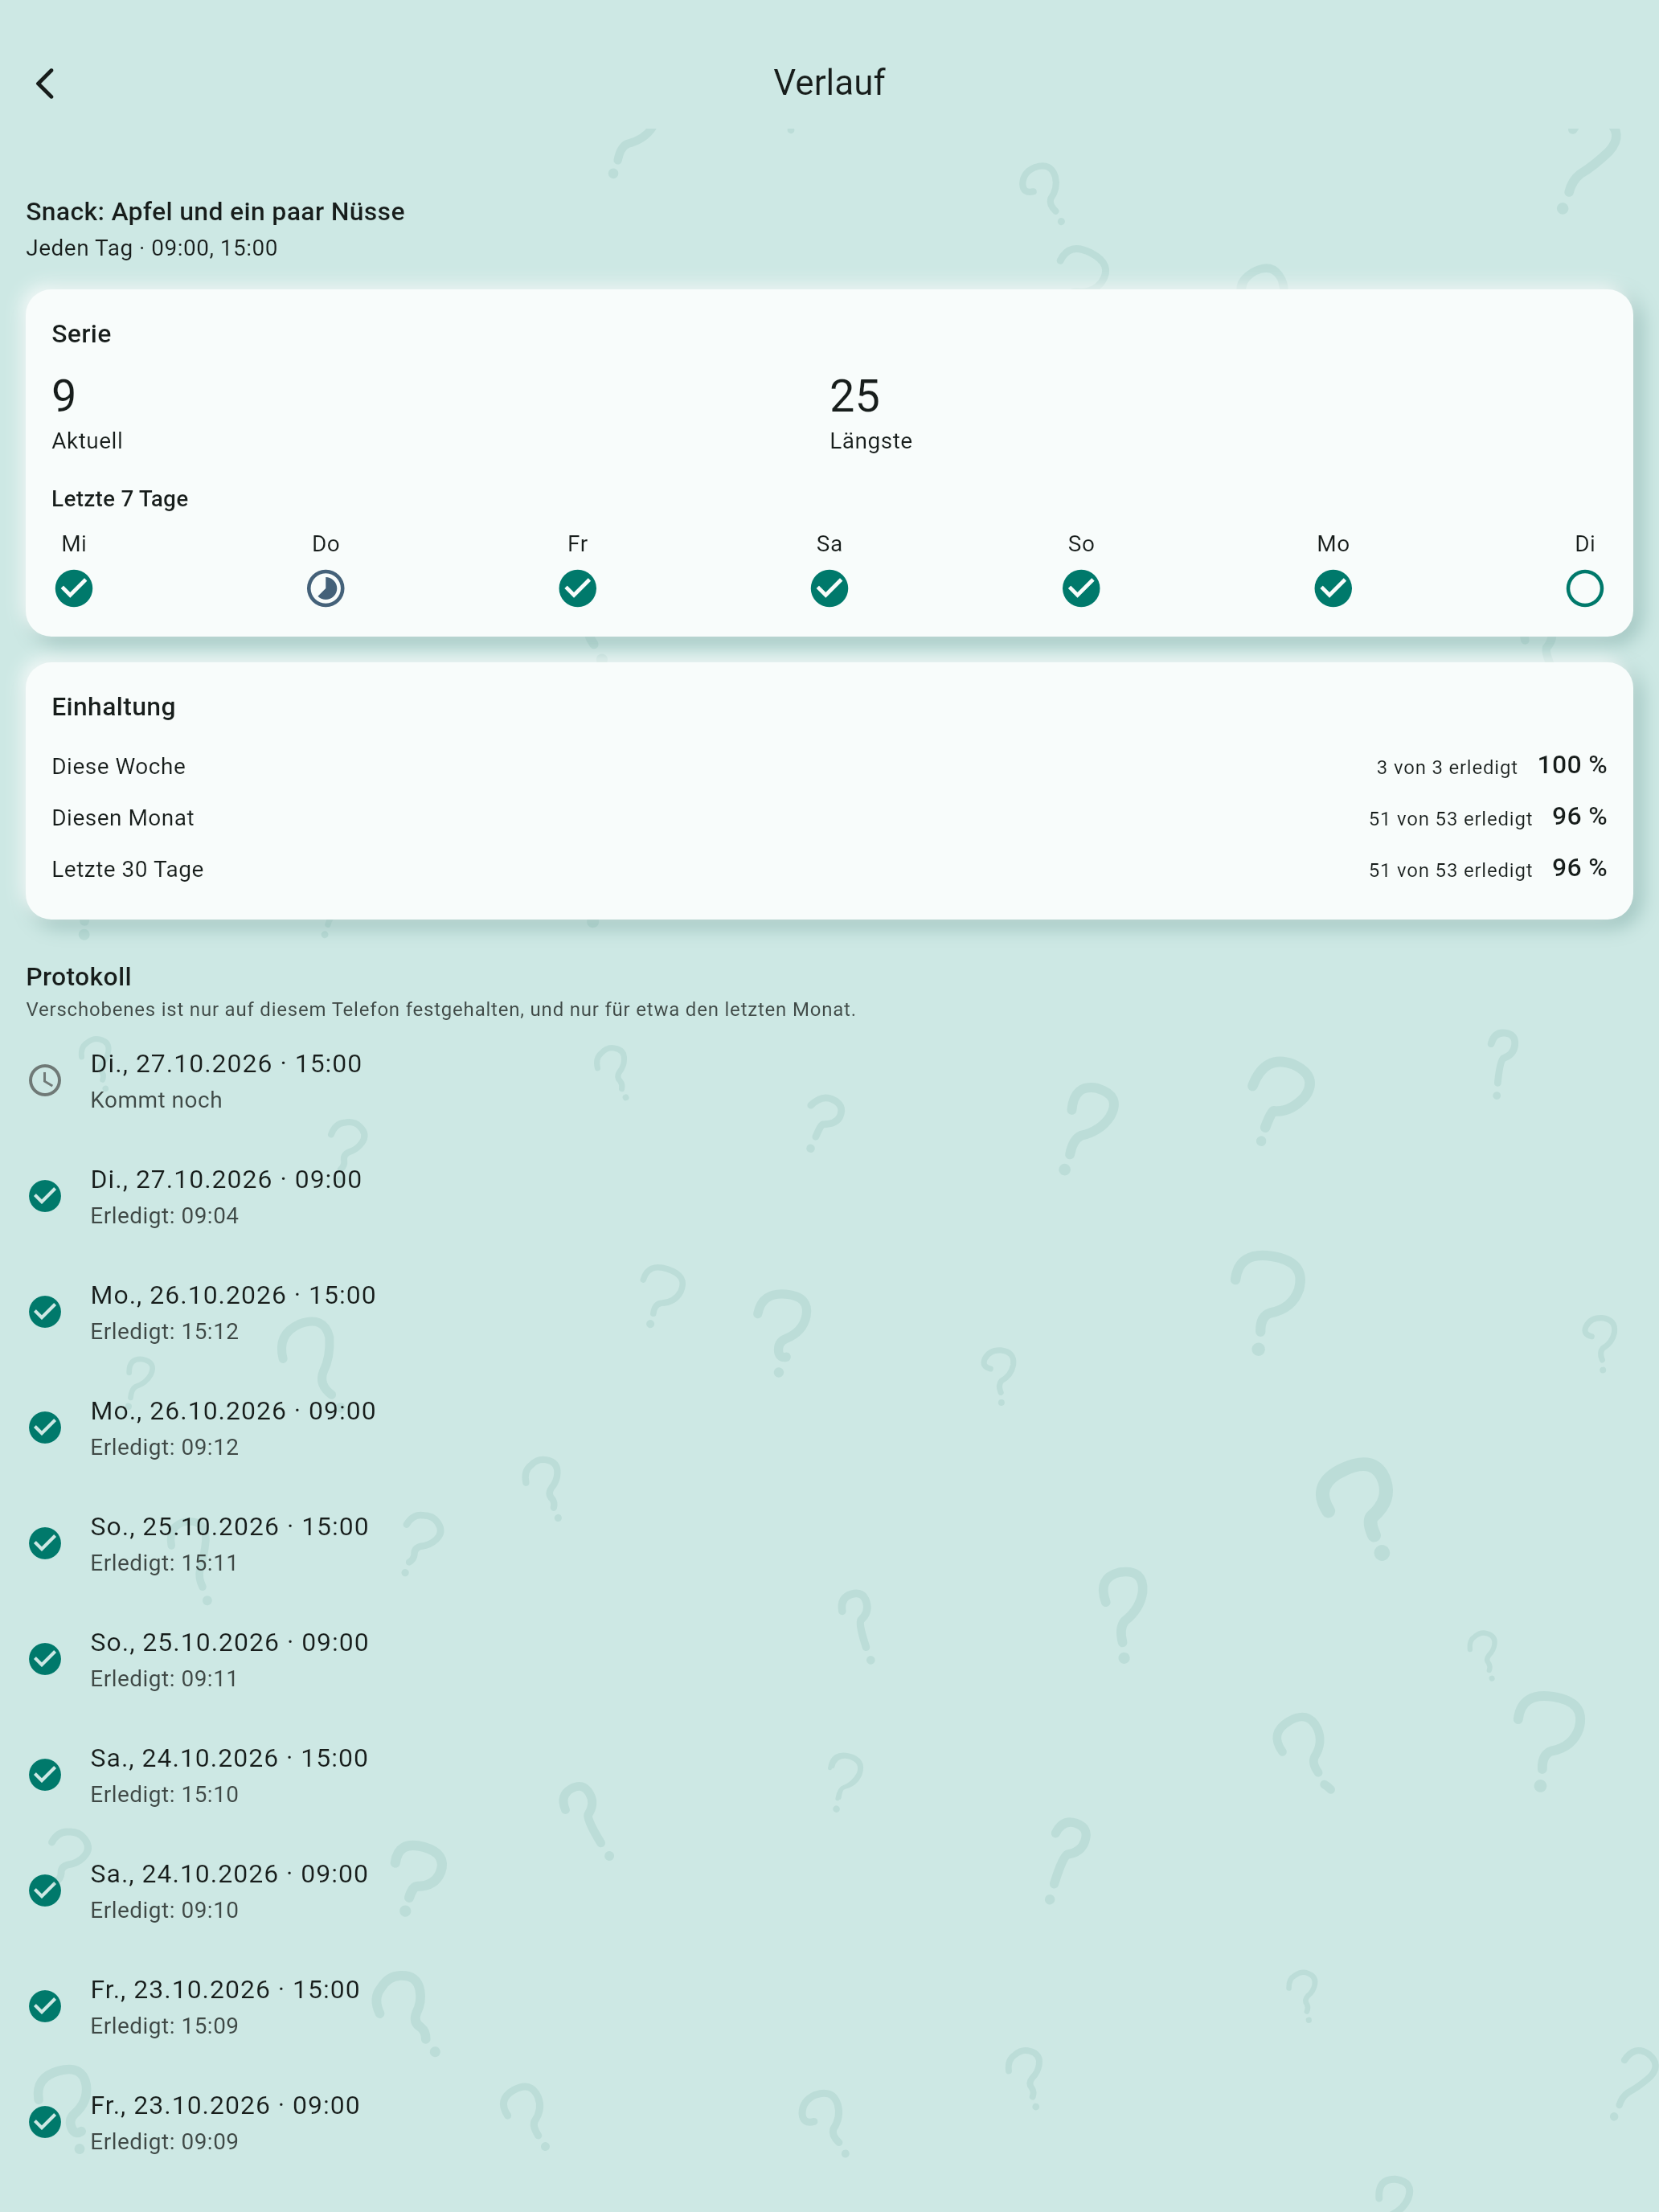 Verlauf
Snack: Apfel und ein paar Nüsse
Jeden Tag · 09:00, 15:00
Serie
9
Aktuell
25
Längste
Letzte 7 Tage
Mi Do Fr Sa So Mo Di
Einhaltung
Diese Woche 3 von 3 erledigt 100 %
Diesen Monat 51 von 53 erledigt 96 %
Letzte 30 Tage 51 von 53 erledigt 96 %
Protokoll
Verschobenes ist nur auf diesem Telefon festgehalten, und nur für etwa den letzten Monat.
Di., 27.10.2026 · 15:00
Kommt noch
Di., 27.10.2026 · 09:00
Erledigt: 09:04
Mo., 26.10.2026 · 15:00
Erledigt: 15:12
Mo., 26.10.2026 · 09:00
Erledigt: 09:12
So., 25.10.2026 · 15:00
Erledigt: 15:11
So., 25.10.2026 · 09:00
Erledigt: 09:11
Sa., 24.10.2026 · 15:00
Erledigt: 15:10
Sa., 24.10.2026 · 09:00
Erledigt: 09:10
Fr., 23.10.2026 · 15:00
Erledigt: 15:09
Fr., 23.10.2026 · 09:00
Erledigt: 09:09